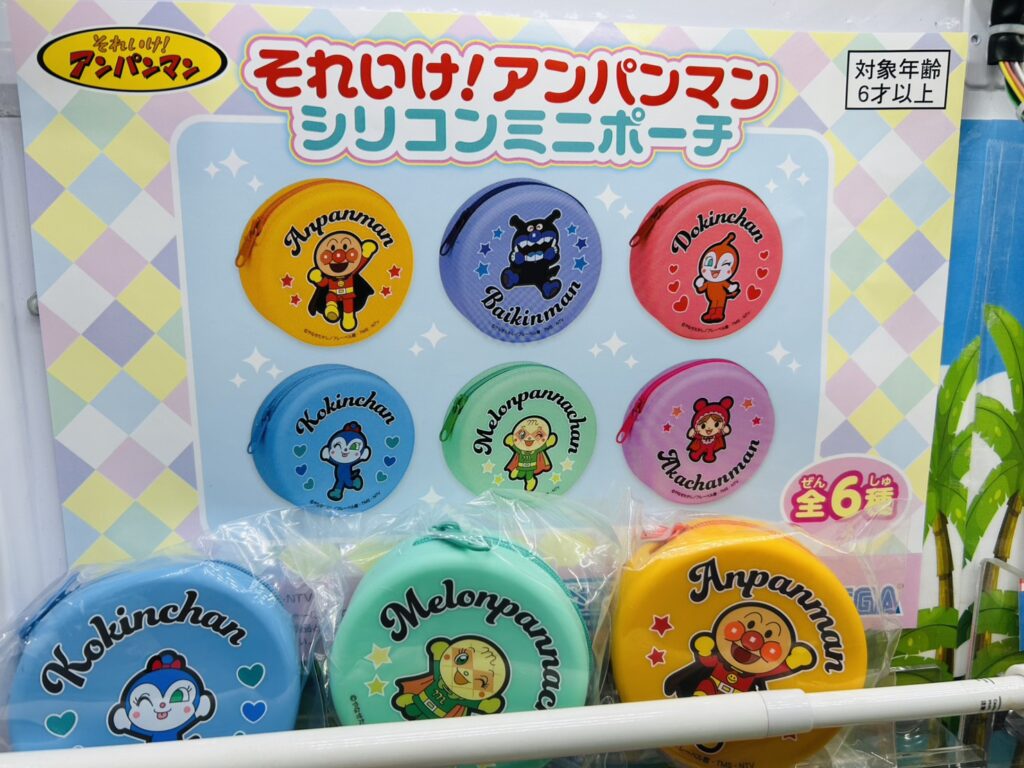 それいけ!
アンパンマン
それいけ!アンパンマン
シリコンミニポーチ
対象年齢
6才以上
Anpanman
Baikinman
Dokinchan
Kokinchan
Melonpannachan
Akachanman
ぜん しゅ
全6種
Kokinchan
Melonpannac
Anpanman
EGA